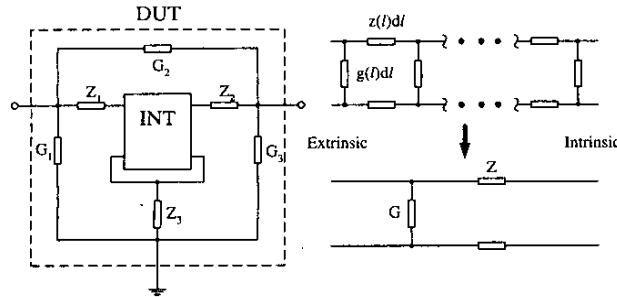 DUT
G₂
Z₁
Z₂
INT
G₁
G₃
Z₃
z(l)dl
g(l)dl
Extrinsic
Intrinsic
Z
G